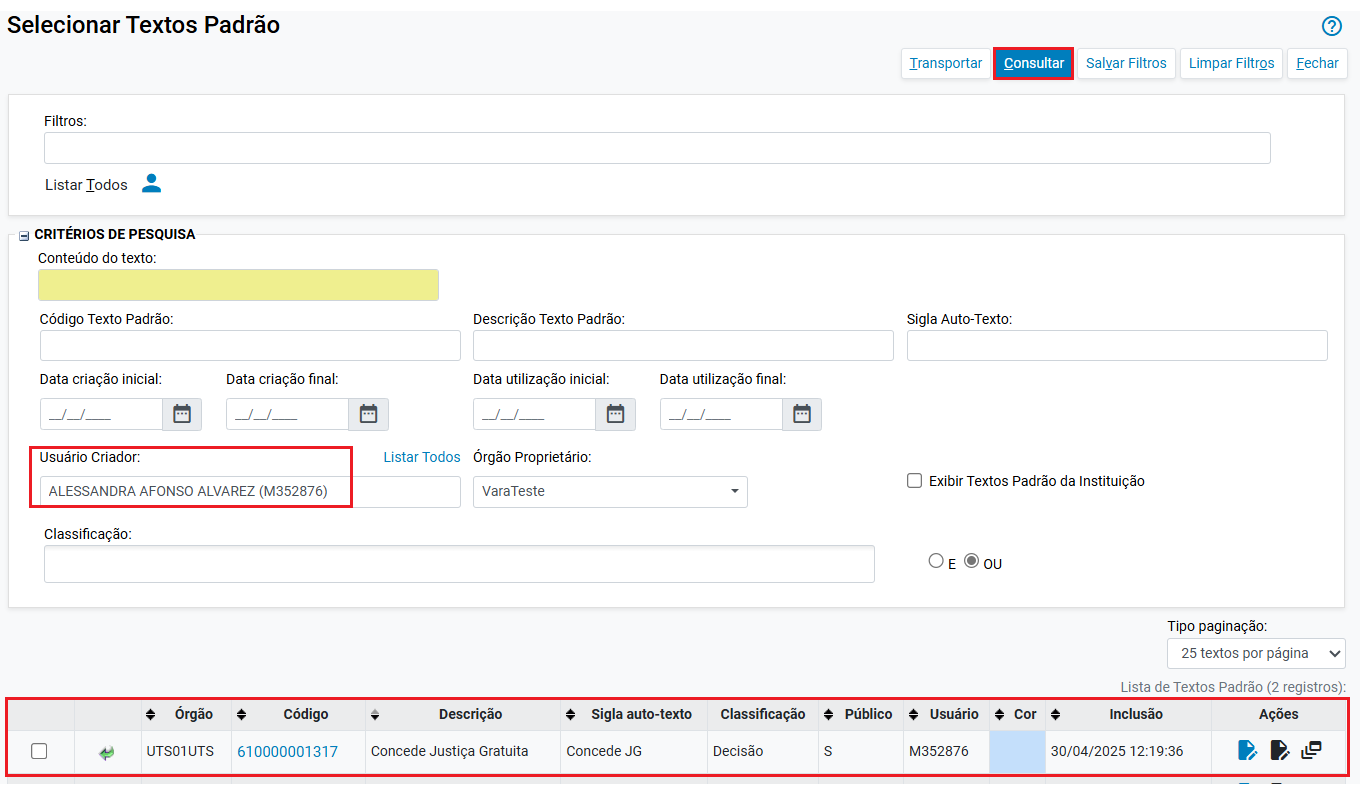 Selecionar Textos Padrão
Transportar Consultar Salvar Filtros Limpar Filtros Fechar
Filtros:
Listar Todos
CRITÉRIOS DE PESQUISA
Conteúdo do texto:
Código Texto Padrão: Descrição Texto Padrão: Sigla Auto-Texto:
Data criação inicial: Data criação final: Data utilização inicial: Data utilização final:
__/__/____ __/__/____ __/__/____ __/__/____
Usuário Criador: Listar Todos Órgão Proprietário:
ALESSANDRA AFONSO ALVAREZ (M352876) VaraTeste Exibir Textos Padrão da Instituição
Classificação:
E OU
Tipo paginação:
25 textos por página
Lista de Textos Padrão (2 registros):
Órgão Código Descrição Sigla auto-texto Classificação Público Usuário Cor Inclusão Ações
UTS01UTS 610000001317 Concede Justiça Gratuita Concede JG Decisão S M352876 30/04/2025 12:19:36